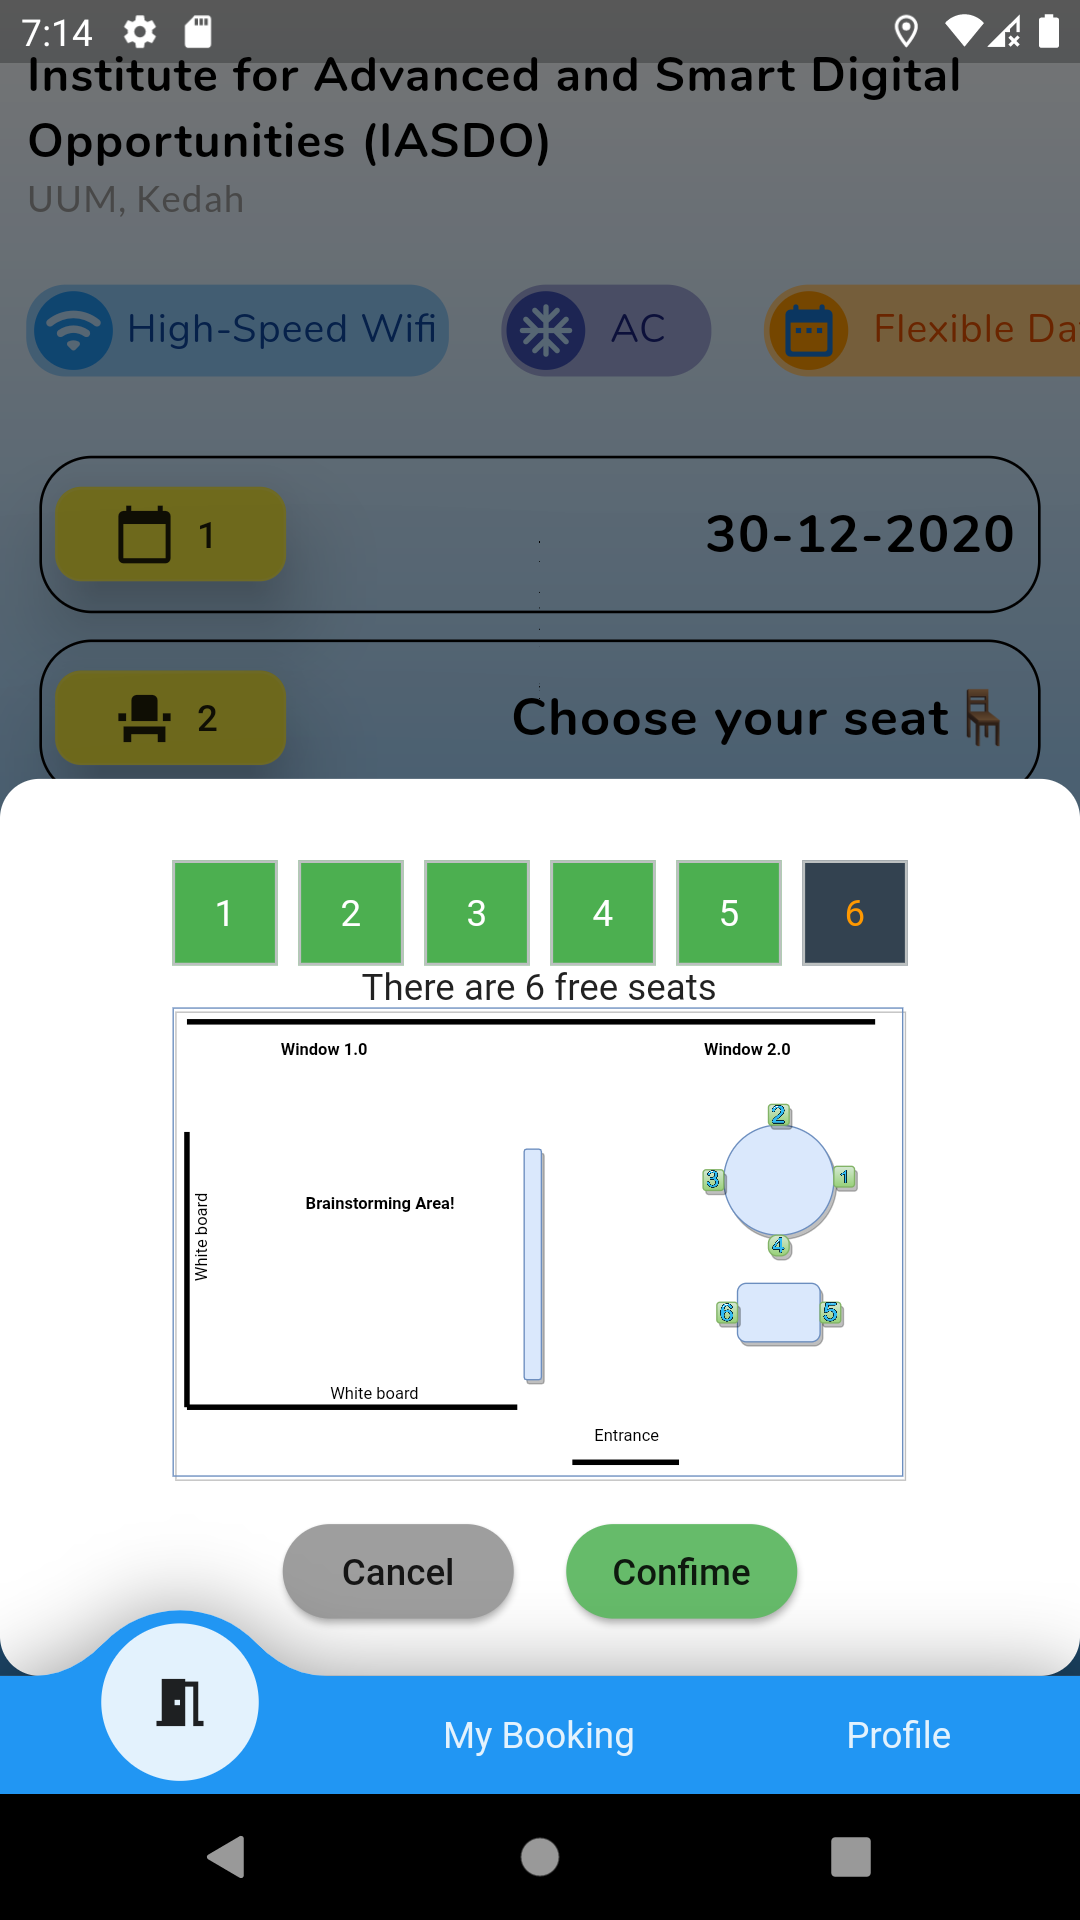 7:14
Institute for Advanced and Smart Digital
Opportunities (IASDO)
UUM, Kedah
High-Speed Wifi
AC
Flexible Da
1
30-12-2020
2
Choose your seat
1 2 3 4 5 6
There are 6 free seats
Window 1.0
Window 2.0
2
3
1
4
6
5
White board
Brainstorming Area!
White board
Entrance
Cancel
Confime
My Booking
Profile